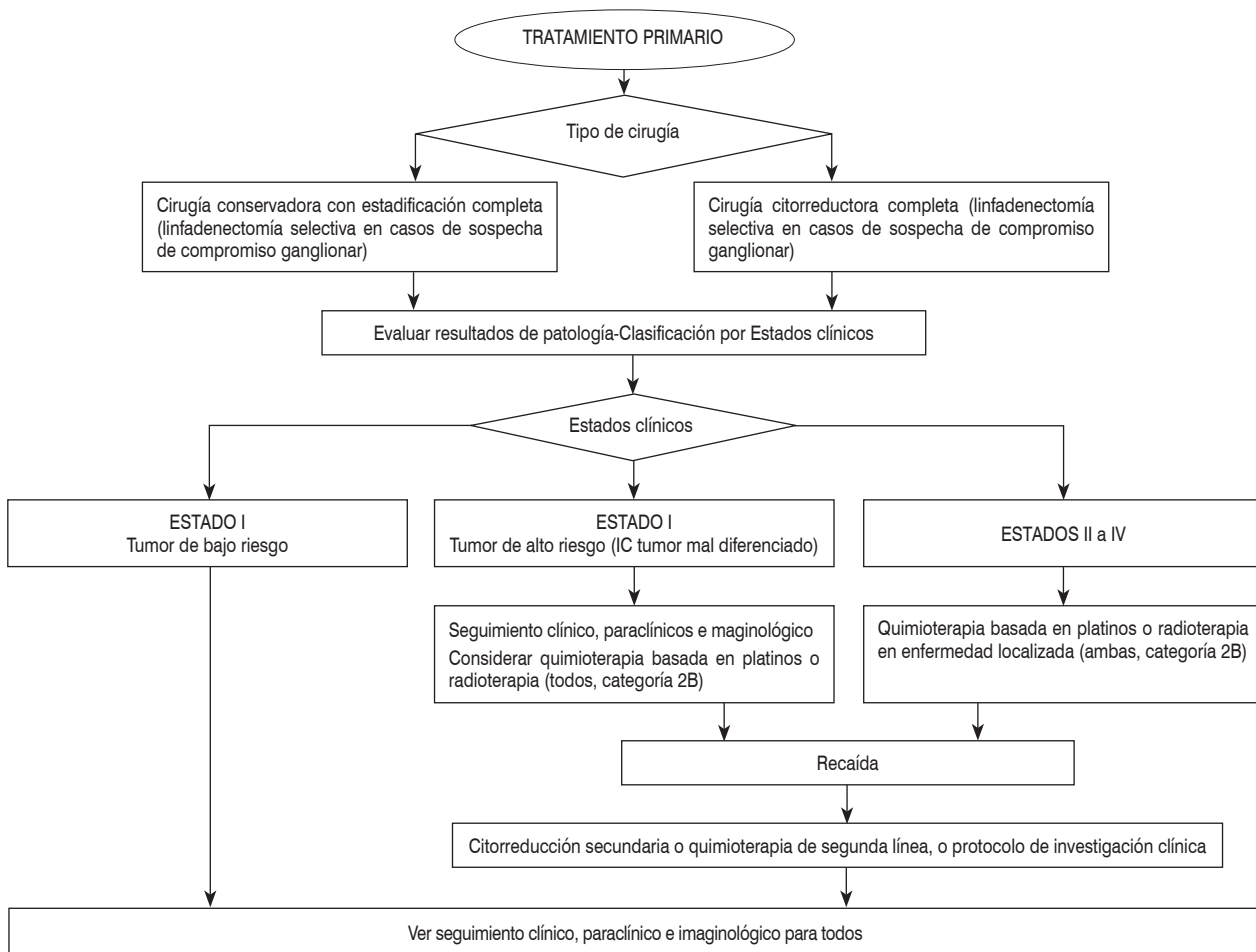 TRATAMIENTO PRIMARIO
Tipo de cirugía
Cirugía conservadora con estadificación completa
(linfadenectomía selectiva en casos de sospecha
de compromiso ganglionar)
Cirugía citorreductora completa (linfadenectomía
selectiva en casos de sospecha de compromiso
ganglionar)
Evaluar resultados de patología-Clasificación por Estados clínicos
Estados clínicos
ESTADO I
Tumor de bajo riesgo
ESTADO I
Tumor de alto riesgo (IC tumor mal diferenciado)
ESTADOS II a IV
Seguimiento clínico, paraclínicos e maginológico
Considerar quimioterapia basada en platinos o
radioterapia (todos, categoría 2B)
Quimioterapia basada en platinos o radioterapia
en enfermedad localizada (ambas, categoría 2B)
Recaída
Citorreducción secundaria o quimioterapia de segunda línea, o protocolo de investigación clínica
Ver seguimiento clínico, paraclínico e imaginológico para todos